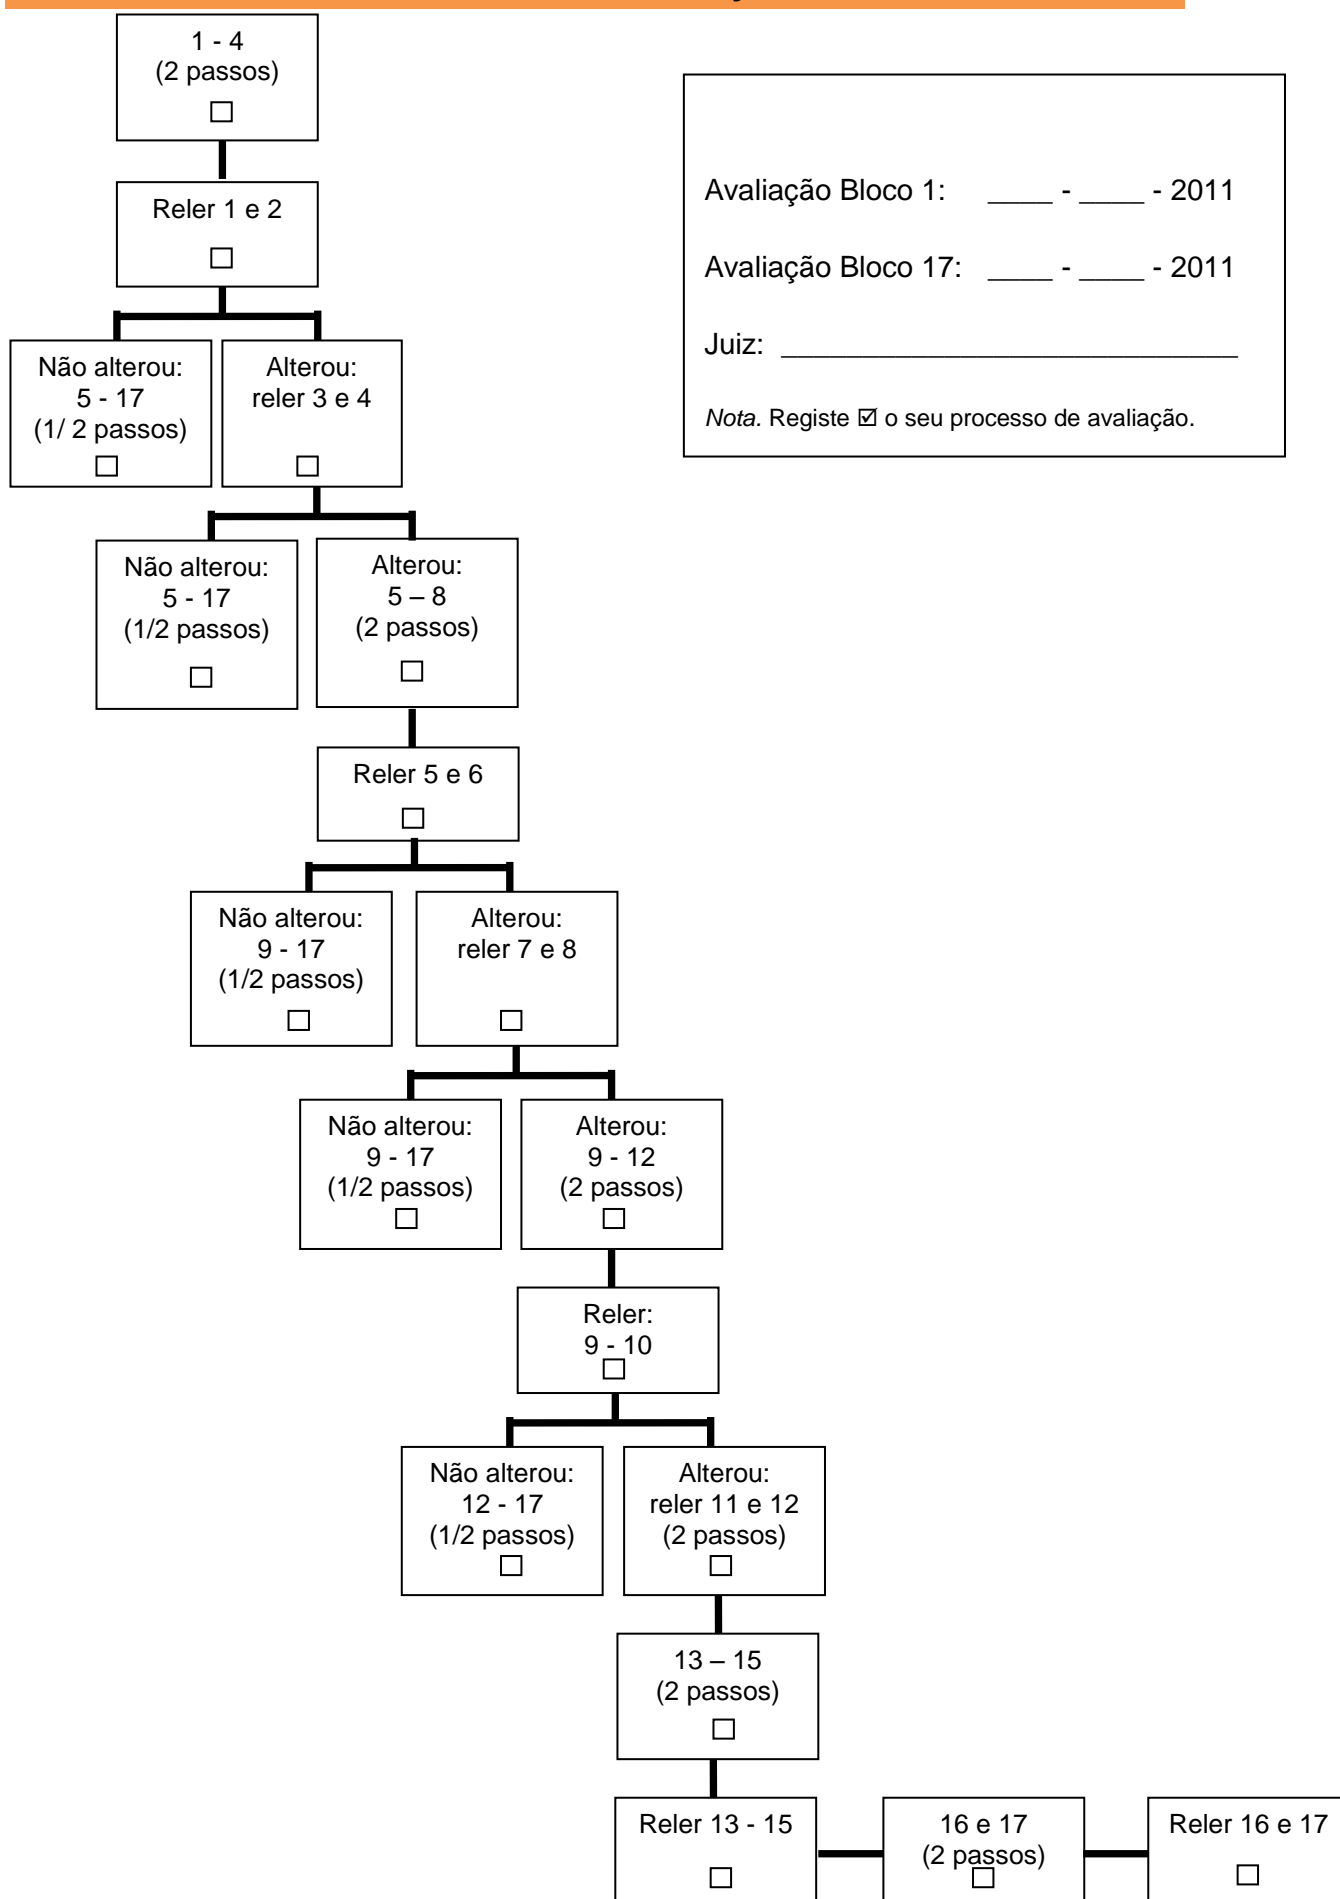 1 - 4
(2 passos)
☐
Reler 1 e 2
☐
Não alterou:
5 - 17
(1/ 2 passos)
☐
Alterou:
reler 3 e 4
☐
Avaliação Bloco 1: ____ - ____ - 2011
Avaliação Bloco 17: ____ - ____ - 2011
Juiz: ____________________________
Nota. Registe ☑ o seu processo de avaliação.
Não alterou:
5 - 17
(1/2 passos)
☐
Alterou:
5 – 8
(2 passos)
☐
Reler 5 e 6
☐
Não alterou:
9 - 17
(1/2 passos)
☐
Alterou:
reler 7 e 8
☐
Não alterou:
9 - 17
(1/2 passos)
☐
Alterou:
9 - 12
(2 passos)
☐
Reler:
9 - 10
☐
Não alterou:
12 - 17
(1/2 passos)
☐
Alterou:
reler 11 e 12
(2 passos)
☐
13 – 15
(2 passos)
☐
Reler 13 - 15
☐
16 e 17
(2 passos)
☐
Reler 16 e 17
☐